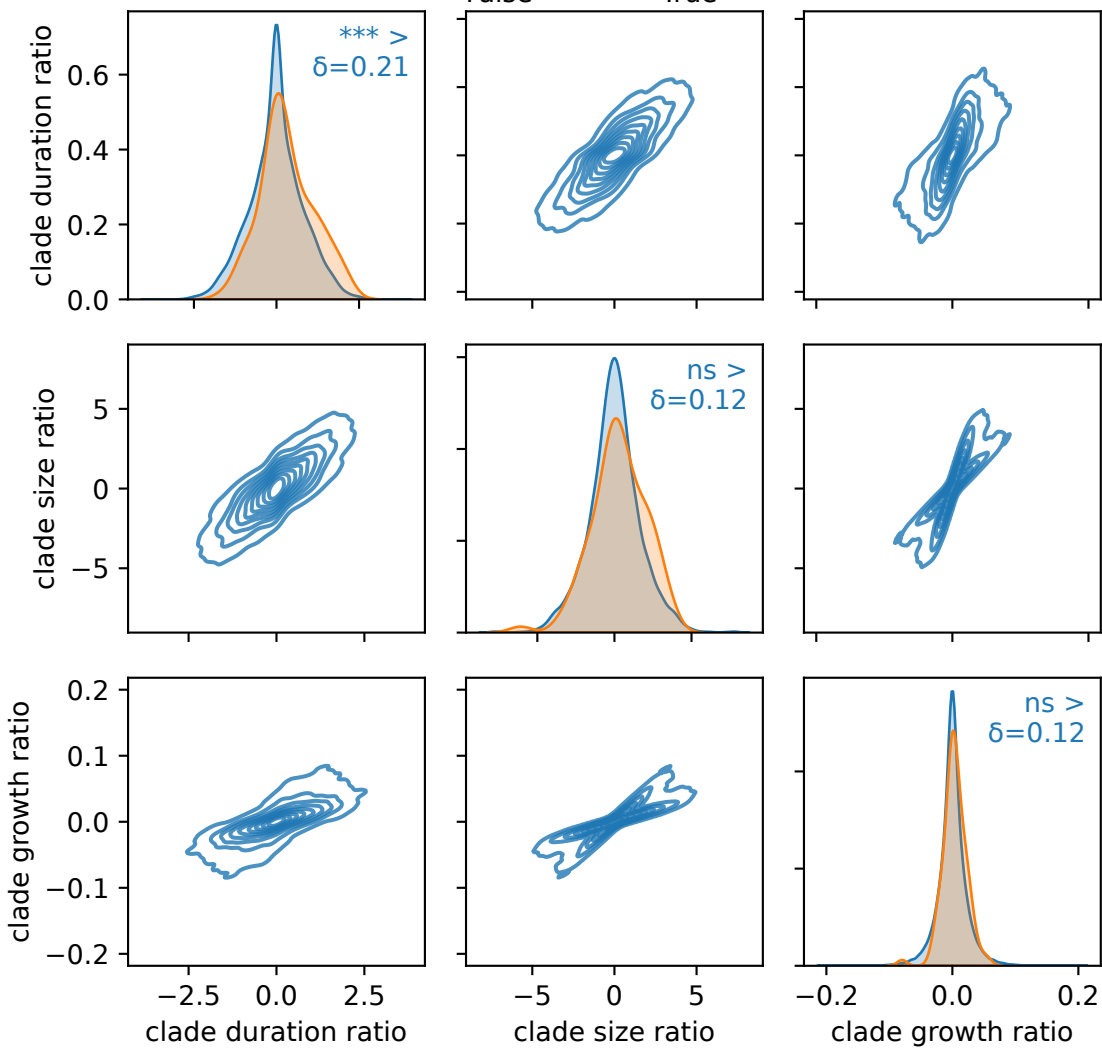 True
clade duration ratio
0.6
0.4
0.2
0.0
*** >
δ=0.21
clade size ratio
5
0
−5
ns >
δ=0.12
clade growth ratio
0.2
0.1
0.0
−0.1
−0.2
ns >
δ=0.12
−2.5 0.0 2.5
−5 0 5
−0.2 0.0 0.2
clade duration ratio
clade size ratio
clade growth ratio